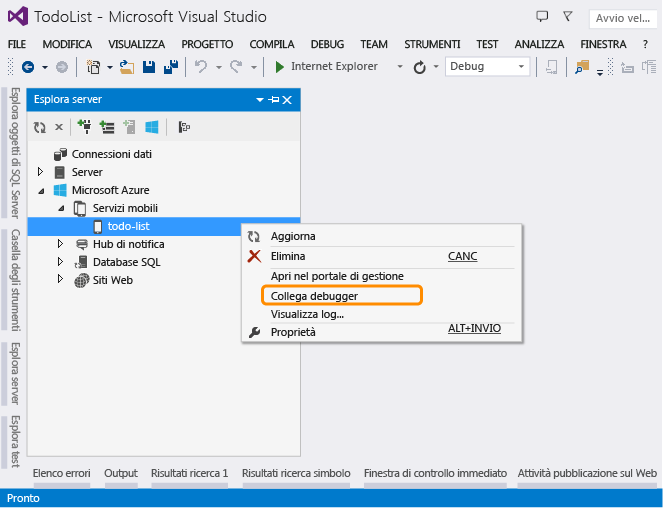 TodoList - Microsoft Visual Studio
Avvio vel...
FILE MODIFICA VISUALIZZA PROGETTO COMPILA DEBUG TEAM STRUMENTI TEST ANALIZZA FINESTRA ?
Internet Explorer Debug
Esplora oggetti di SQL Server
Casella degli strumenti
Esplora server
Esplora test
Esplora server
Connessioni dati
Server
Microsoft Azure
Servizi mobili
todo-list
Hub di notifica
Database SQL
Siti Web
Aggiorna
Elimina CANC
Apri nel portale di gestione
Collega debugger
Visualizza log...
Proprietà ALT+INVIO
Elenco errori Output Risultati ricerca 1 Risultati ricerca simbolo Finestra di controllo immediato Attività pubblicazione sul Web
Pronto